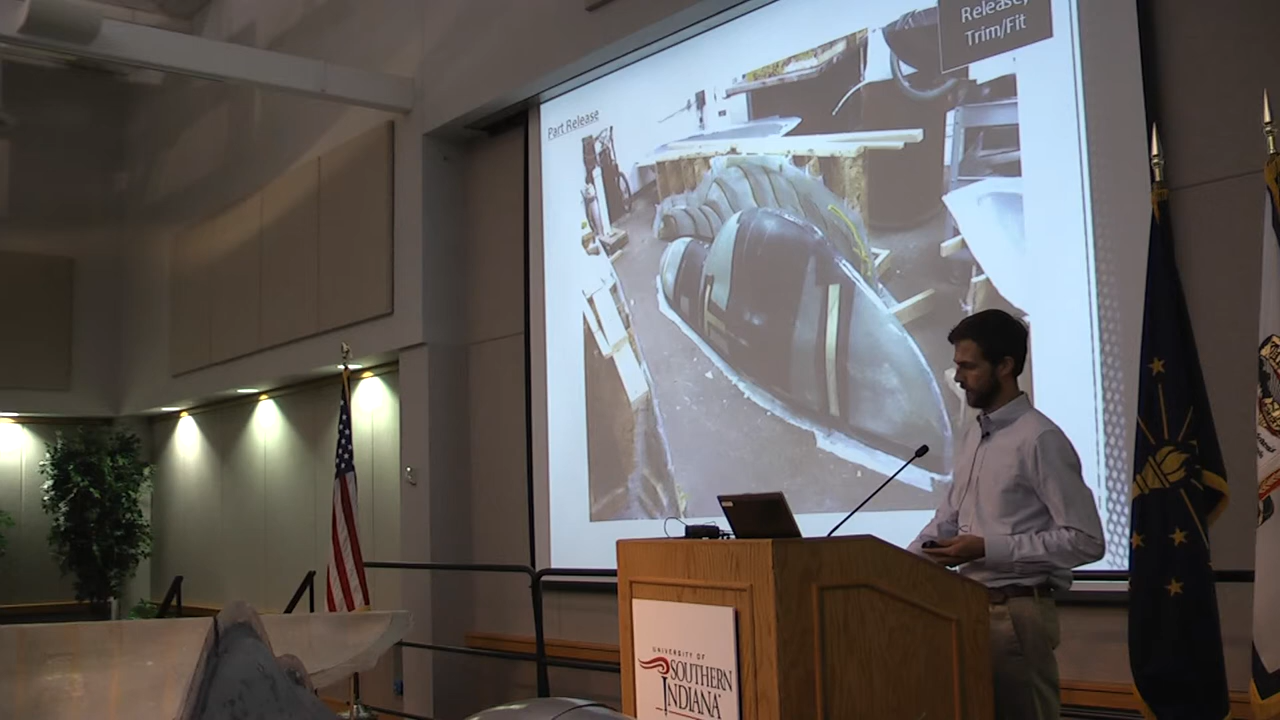 Release,
Trim/Fit
Part Release
UNIVERSITY OF
SOUTHERN
INDIANA